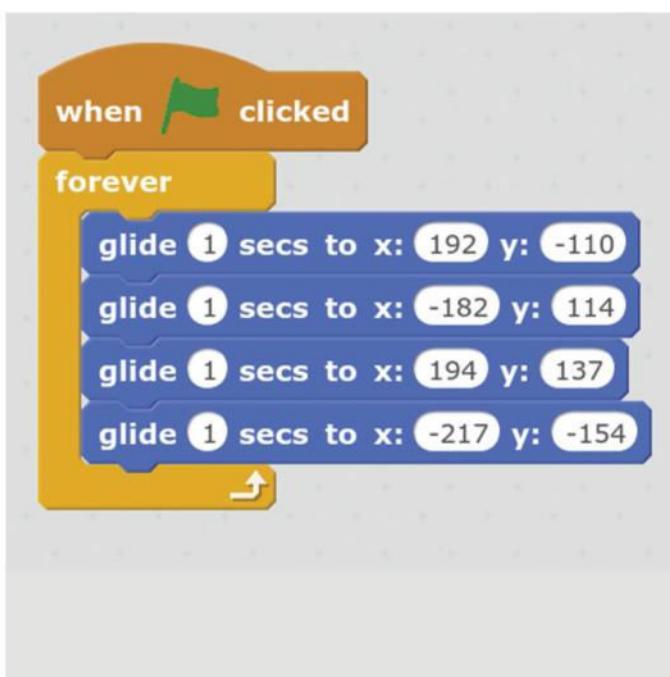 when clicked
forever
glide 1 secs to x: 192 y: -110
glide 1 secs to x: -182 y: 114
glide 1 secs to x: 194 y: 137
glide 1 secs to x: -217 y: -154